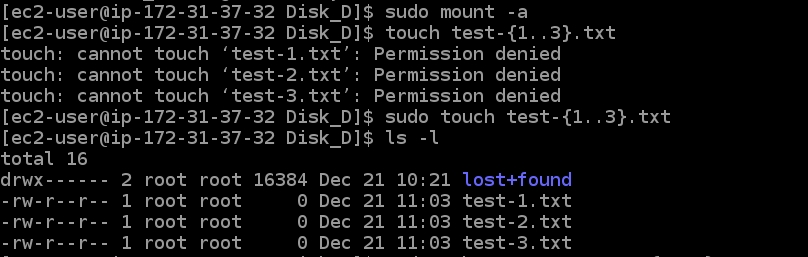 [ec2-user@ip-172-31-37-32 Disk_D]$ sudo mount -a
[ec2-user@ip-172-31-37-32 Disk_D]$ touch test-{1..3}.txt
touch: cannot touch ‘test-1.txt’: Permission denied
touch: cannot touch ‘test-2.txt’: Permission denied
touch: cannot touch ‘test-3.txt’: Permission denied
[ec2-user@ip-172-31-37-32 Disk_D]$ sudo touch test-{1..3}.txt
[ec2-user@ip-172-31-37-32 Disk_D]$ ls -l
total 16
drwx------ 2 root root 16384 Dec 21 10:21 lost+found
-rw-r--r-- 1 root root     0 Dec 21 11:03 test-1.txt
-rw-r--r-- 1 root root     0 Dec 21 11:03 test-2.txt
-rw-r--r-- 1 root root     0 Dec 21 11:03 test-3.txt